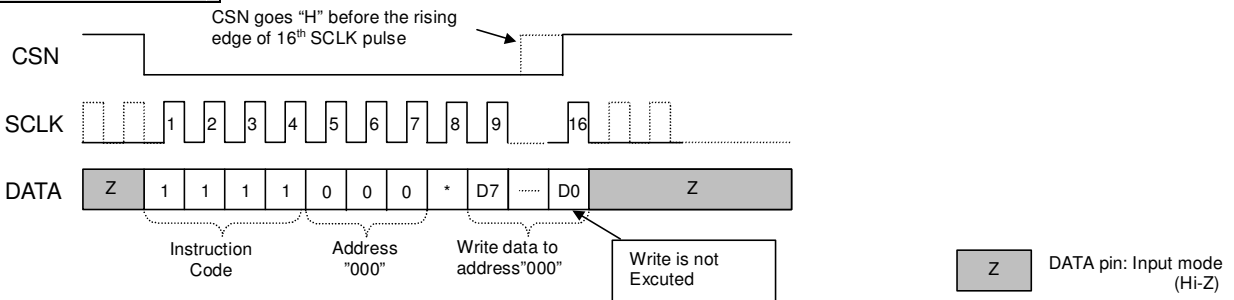 CSN goes “H” before the rising
edge of 16th SCLK pulse
CSN
SCLK
1 2 3 4 5 6 7 8 9 16
DATA
Z 1 1 1 1 0 0 0 * D7 ...... D0 Z
Instruction
Code
Address
"000"
Write data to
address"000"
Write is not
Excuted
Z
DATA pin: Input mode
(Hi-Z)